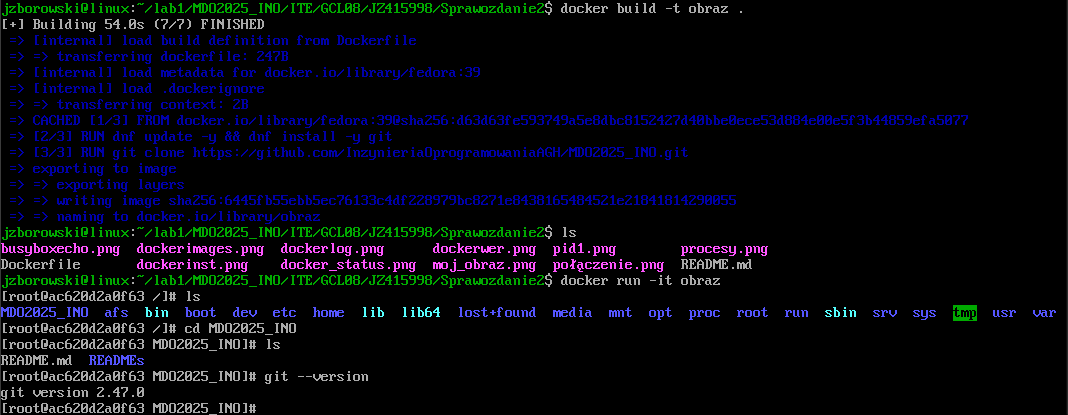 jzborowski@linux:~/lab1/MDO2025_INO/ITE/GCL08/JZ415998/Sprawozdanie2$ docker build -t obraz .
[+] Building 54.0s (7/7) FINISHED
=> [internal] load build definition from Dockerfile
=> => transferring dockerfile: 247B
=> [internal] load metadata for docker.io/library/fedora:39
=> [internal] load .dockerignore
=> => transferring context: 2B
=> CACHED [1/3] FROM docker.io/library/fedora:39@sha256:d63d63fe593749a5e8dbc8152427d40bbe0ece53d884e00e5f3b44859efa5077
=> [2/3] RUN dnf update -y && dnf install -y git
=> [3/3] RUN git clone https://github.com/InzynieriaOprogramowaniaAGH/MDO2025_INO.git
=> exporting to image
=> => exporting layers
=> => writing image sha256:6445fb55ebb5ec76133c4df228979bc8271e8438165484521e21841814290055
=> => naming to docker.io/library/obraz
jzborowski@linux:~/lab1/MDO2025_INO/ITE/GCL08/JZ415998/Sprawozdanie2$ ls
busyboxecho.png dockerimages.png dockerlog.png dockerwer.png pid1.png procesy.png
Dockerfile dockerinst.png docker_status.png moj_obraz.png połączenie.png README.md
jzborowski@linux:~/lab1/MDO2025_INO/ITE/GCL08/JZ415998/Sprawozdanie2$ docker run -it obraz
[root@ac620d2a0f63 /]# ls
MDO2025_INO afs bin boot dev etc home lib lib64 lost+found media mnt opt proc root run sbin srv sys tmp usr var
[root@ac620d2a0f63 /]# cd MDO2025_INO
[root@ac620d2a0f63 MDO2025_INO]# ls
README.md READMEs
[root@ac620d2a0f63 MDO2025_INO]# git --version
git version 2.47.0
[root@ac620d2a0f63 MDO2025_INO]#